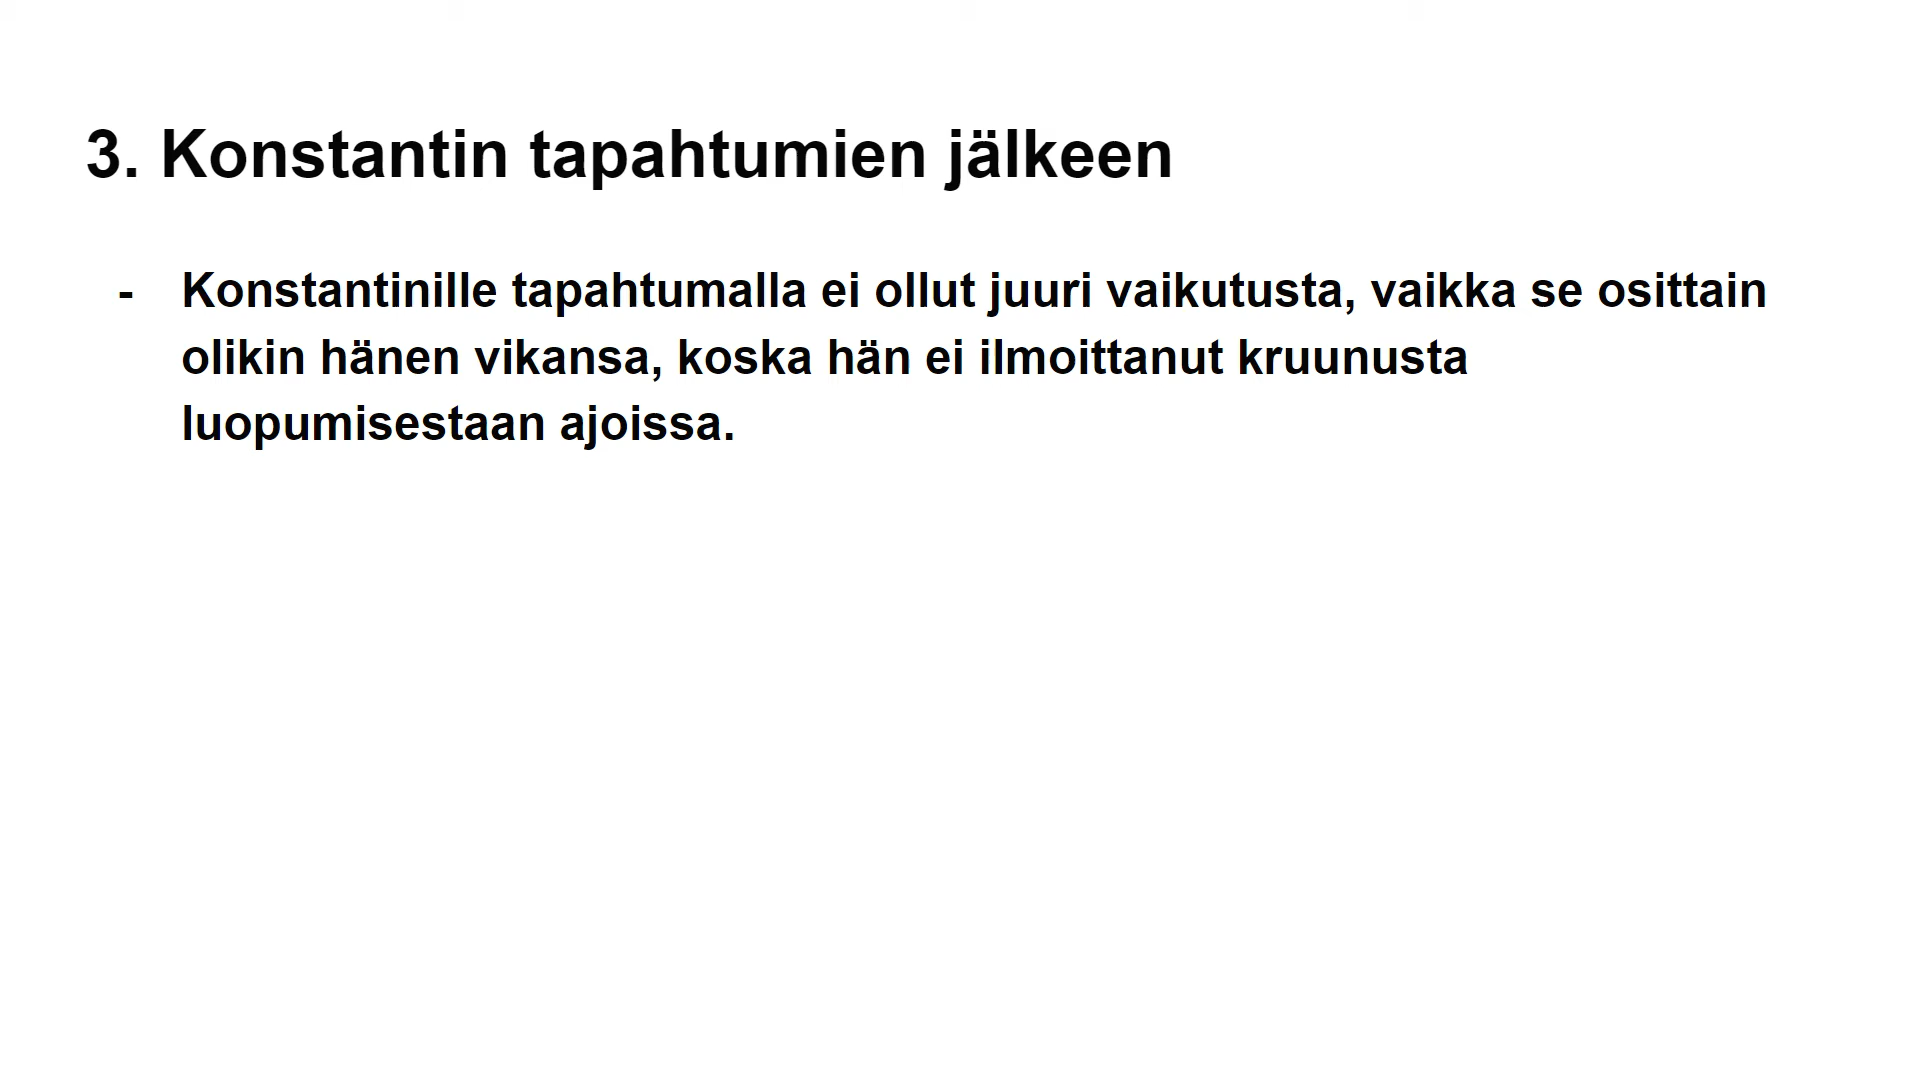 3. Konstantin tapahtumien jälkeen
- Konstantinille tapahtumalla ei ollut juuri vaikutusta, vaikka se osittain
olikin hänen vikansa, koska hän ei ilmoittanut kruunusta
luopumisestaan ajoissa.